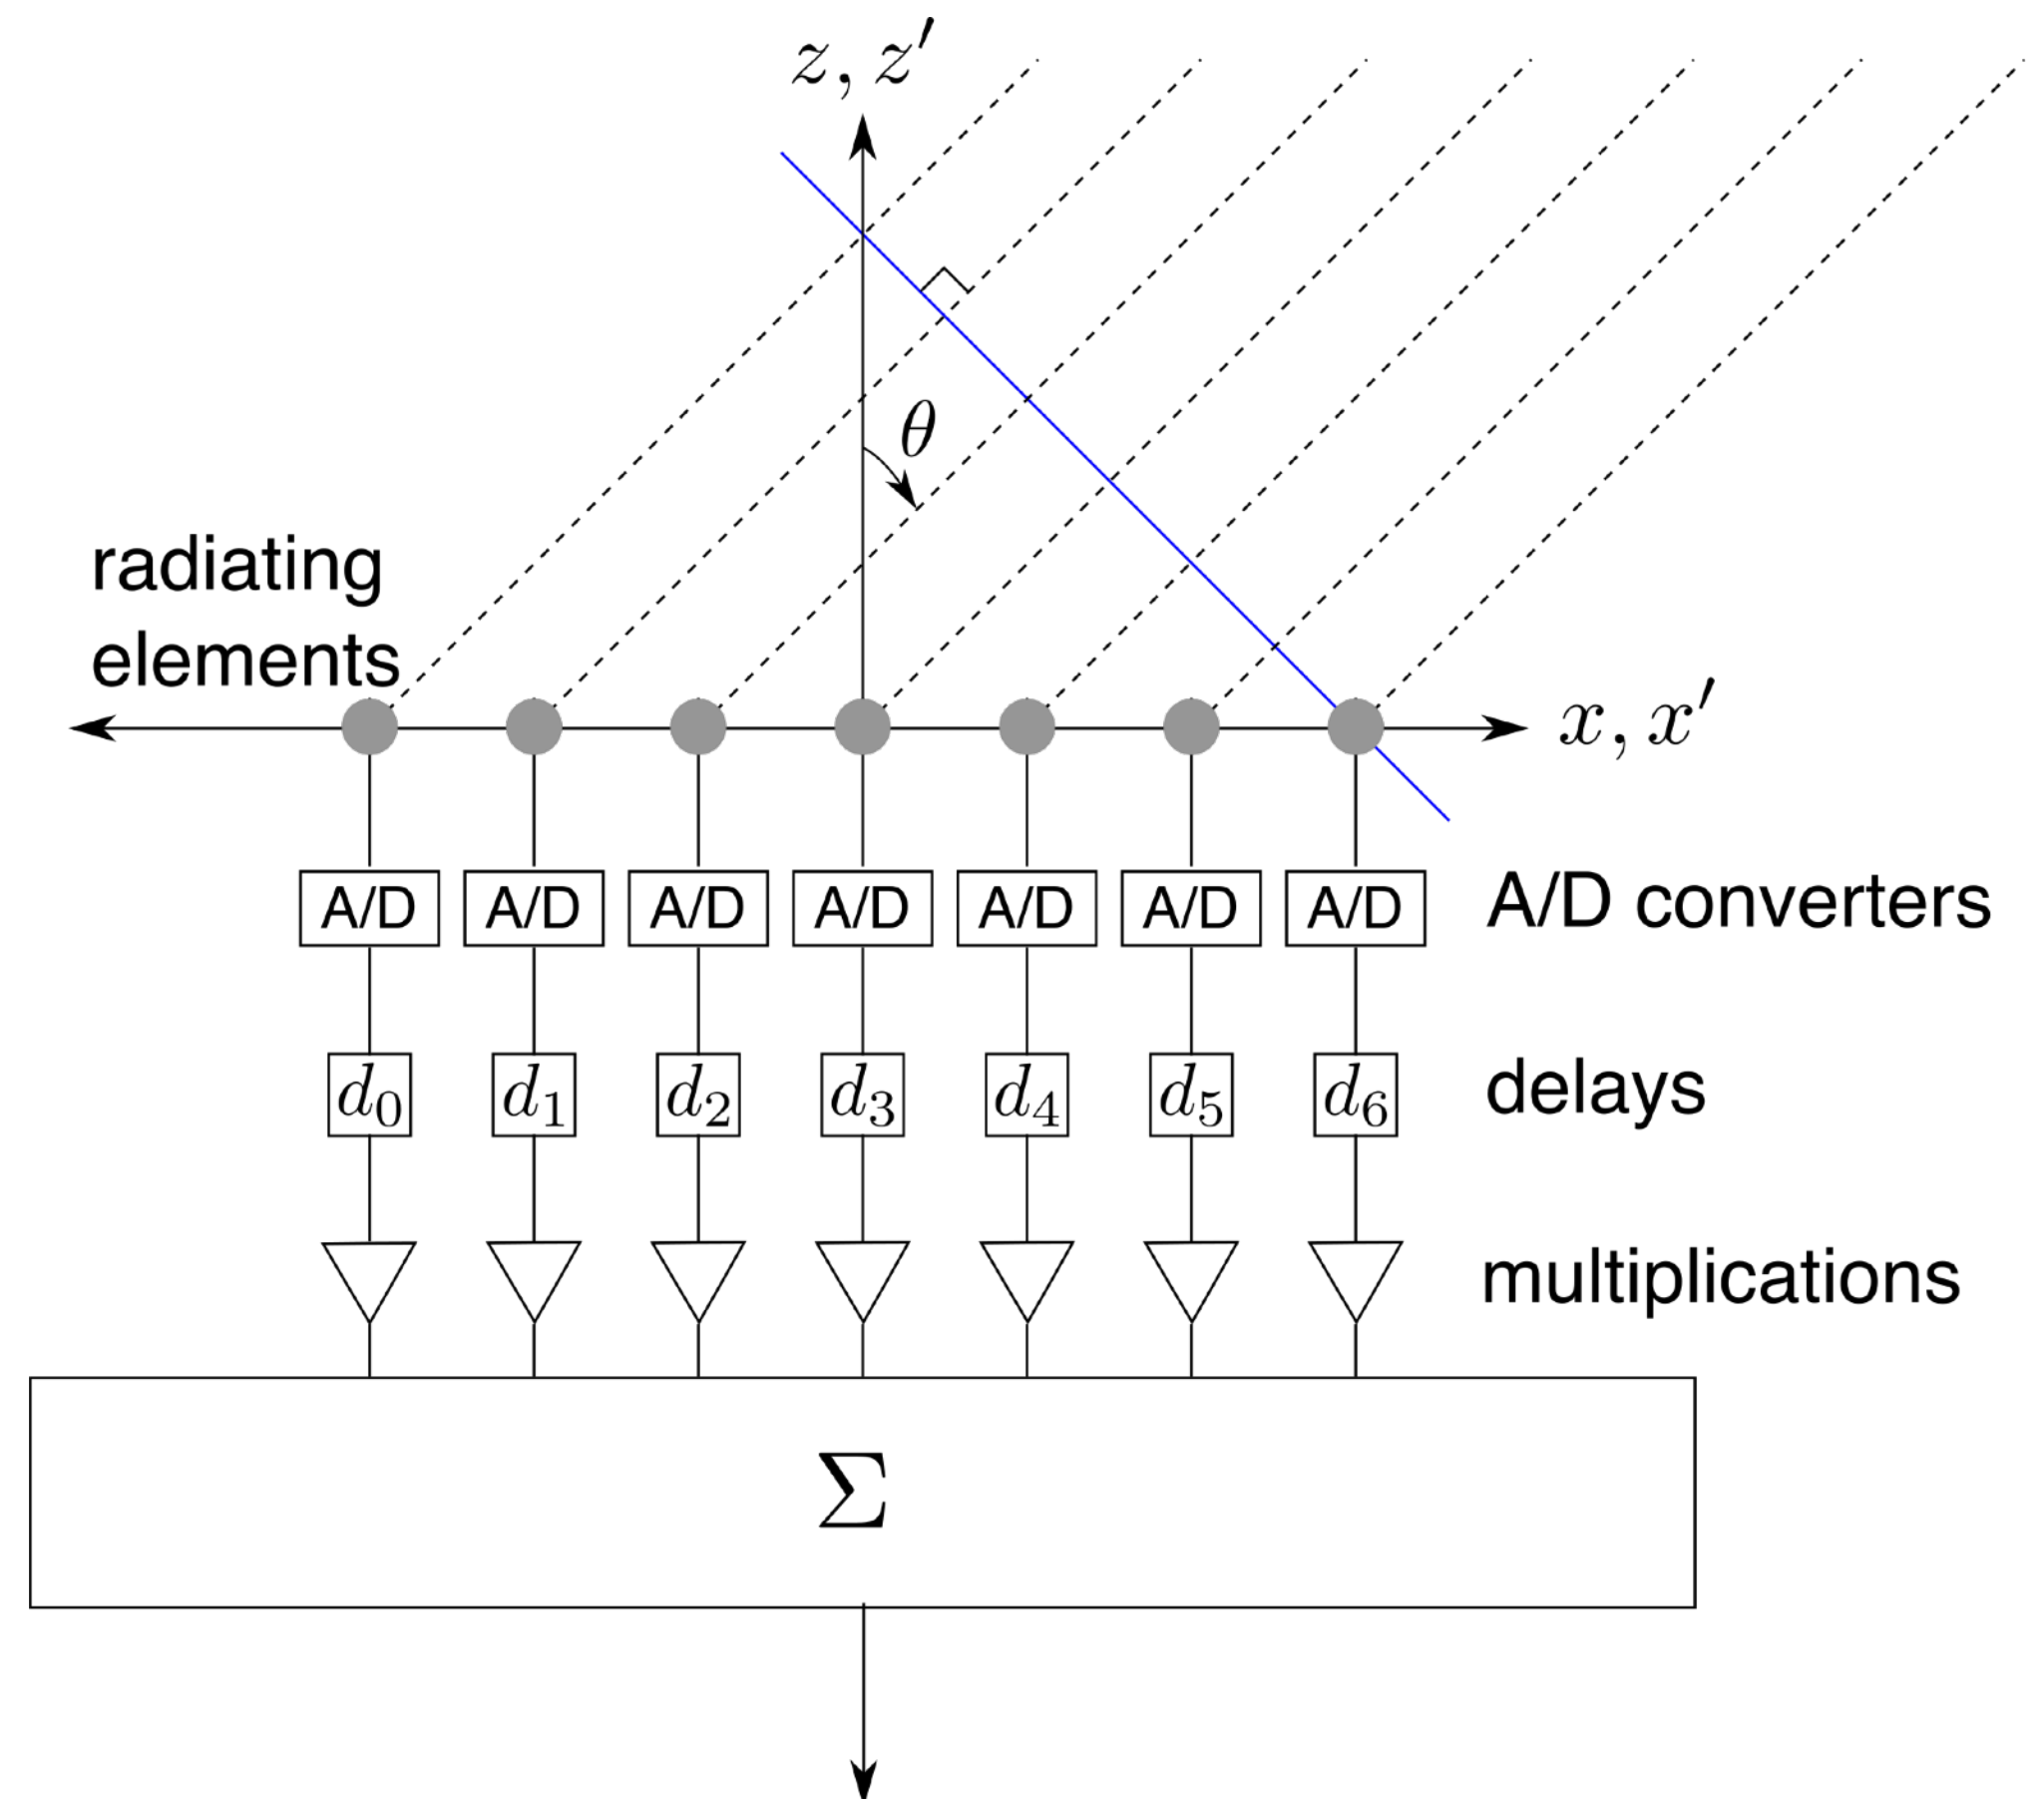 z, z′
θ
radiating
elements
x, x′
A/D A/D A/D A/D A/D A/D A/D A/D converters
d₀ d₁ d₂ d₃ d₄ d₅ d₆ delays
multiplications
Σ